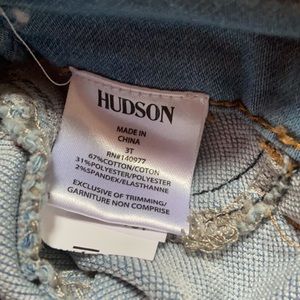 HUDSON
MADE IN
CHINA
3T
RN#140977
67%COTTON/COTON
31%POLYESTER/POLYESTER
2%SPANDEX/ELASTHANNE
EXCLUSIVE OF TRIMMING/
GARNITURE NON COMPRISE